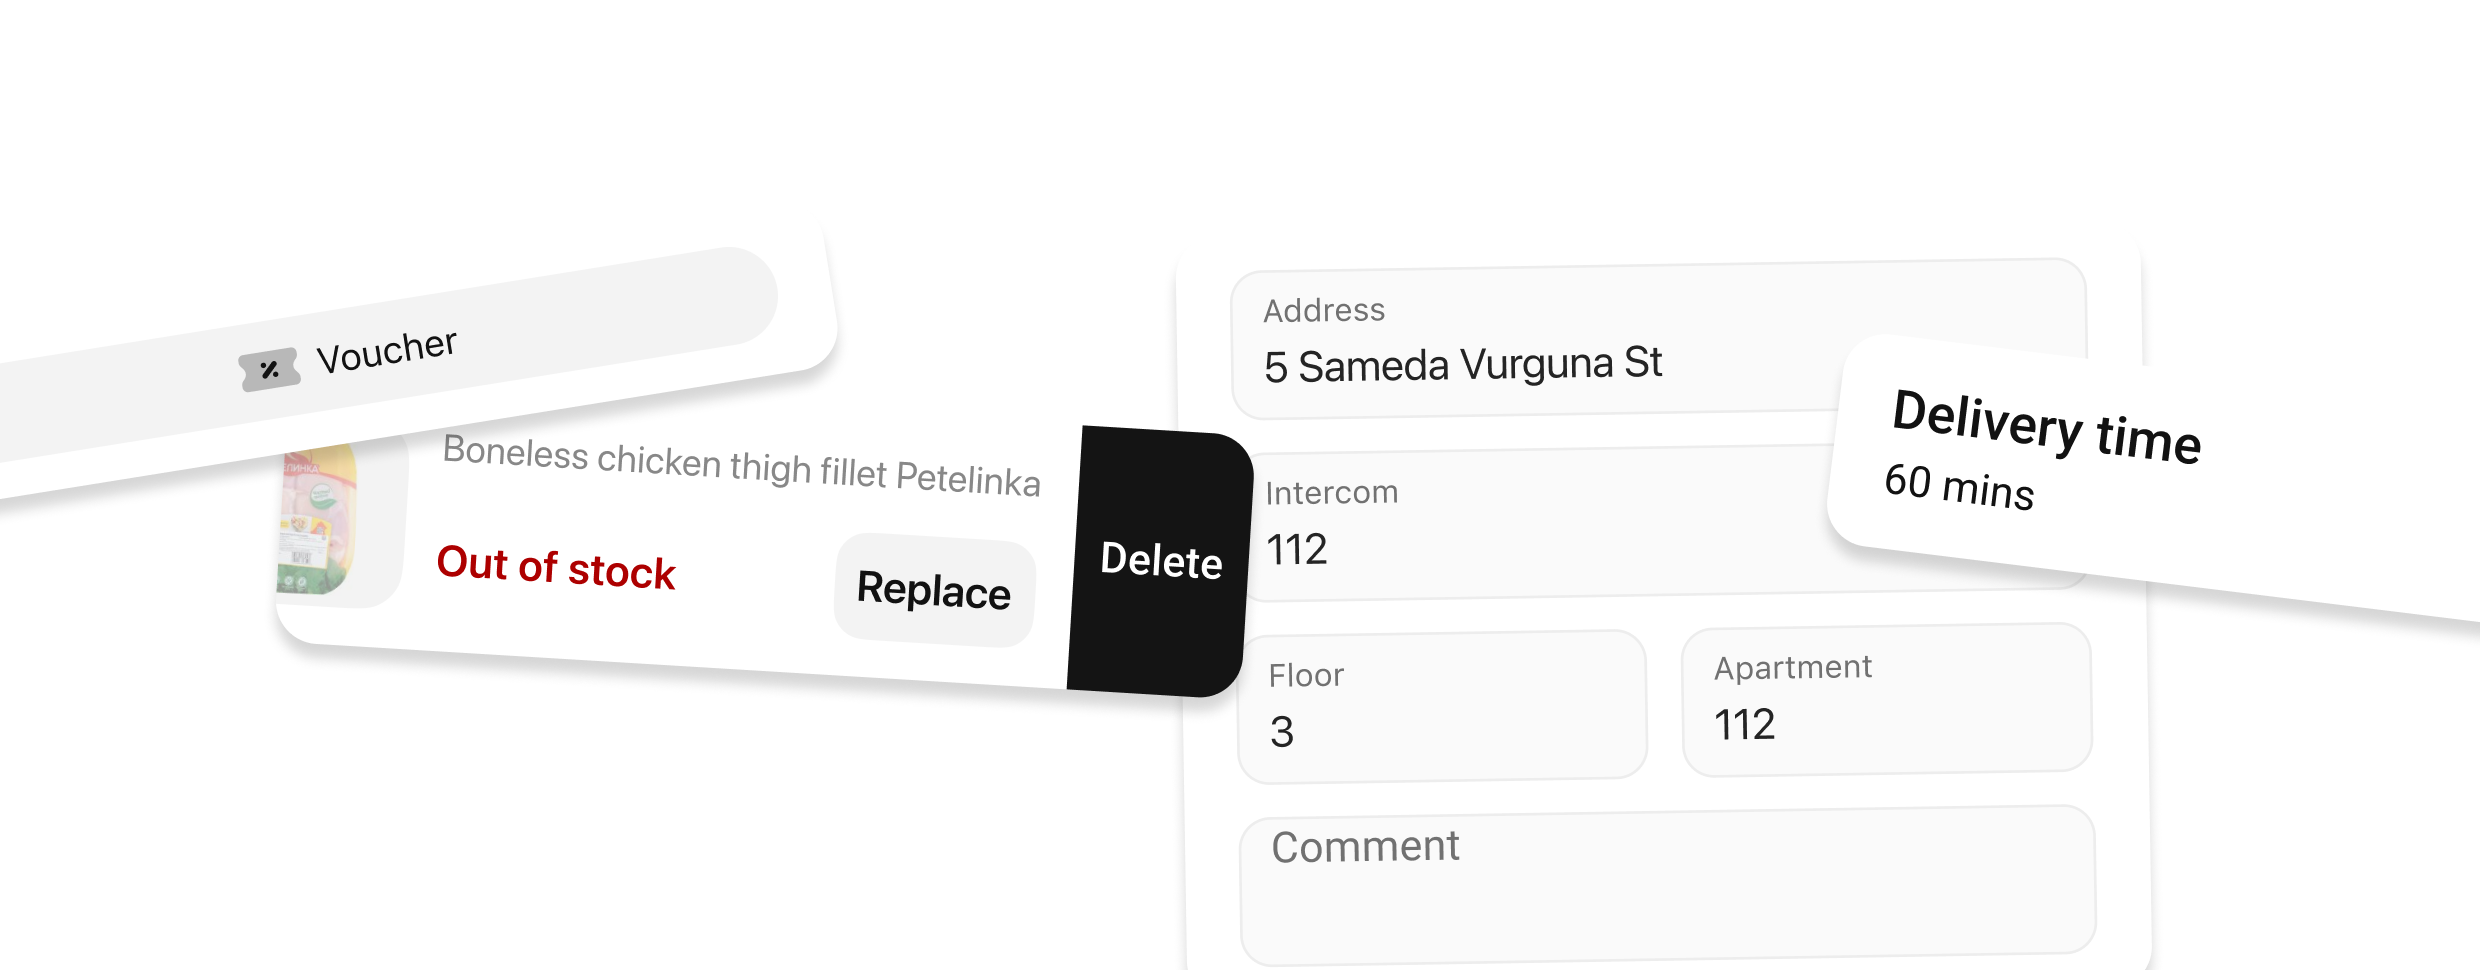 Voucher
Boneless chicken thigh fillet Petelinka
Out of stock
Replace
Delete
Address
5 Sameda Vurguna St
Intercom
112
Floor
3
Apartment
112
Comment
Delivery time
60 mins